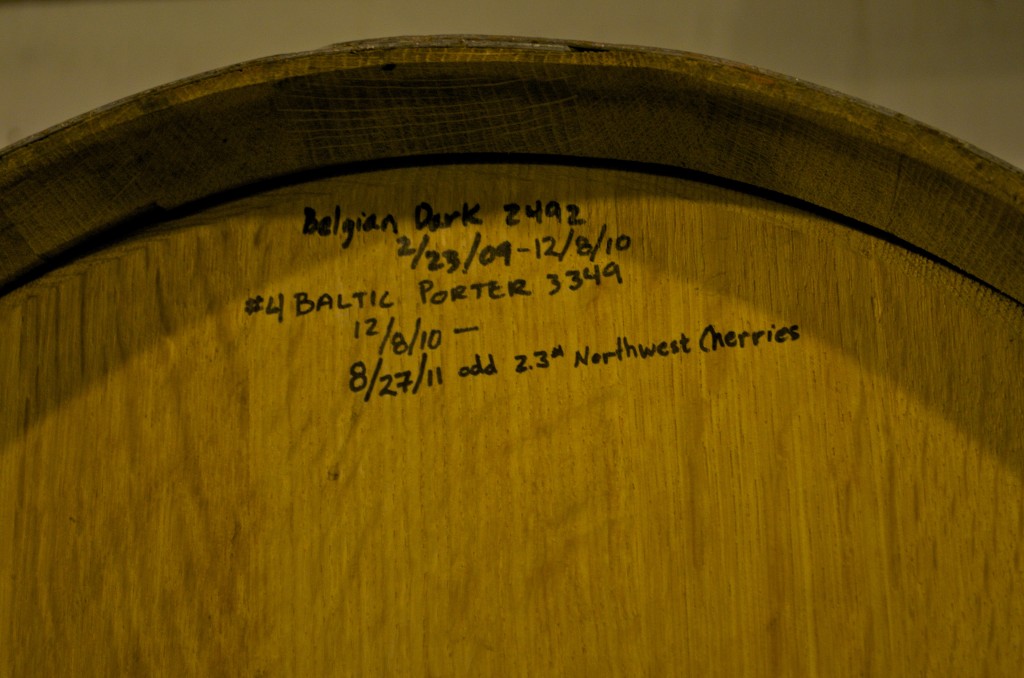 Belgian Dark 2492
2/23/09-12/8/10
#4 BALTIC PORTER 3349
12/8/10 -
8/27/11 add 2.3# Northwest Cherries